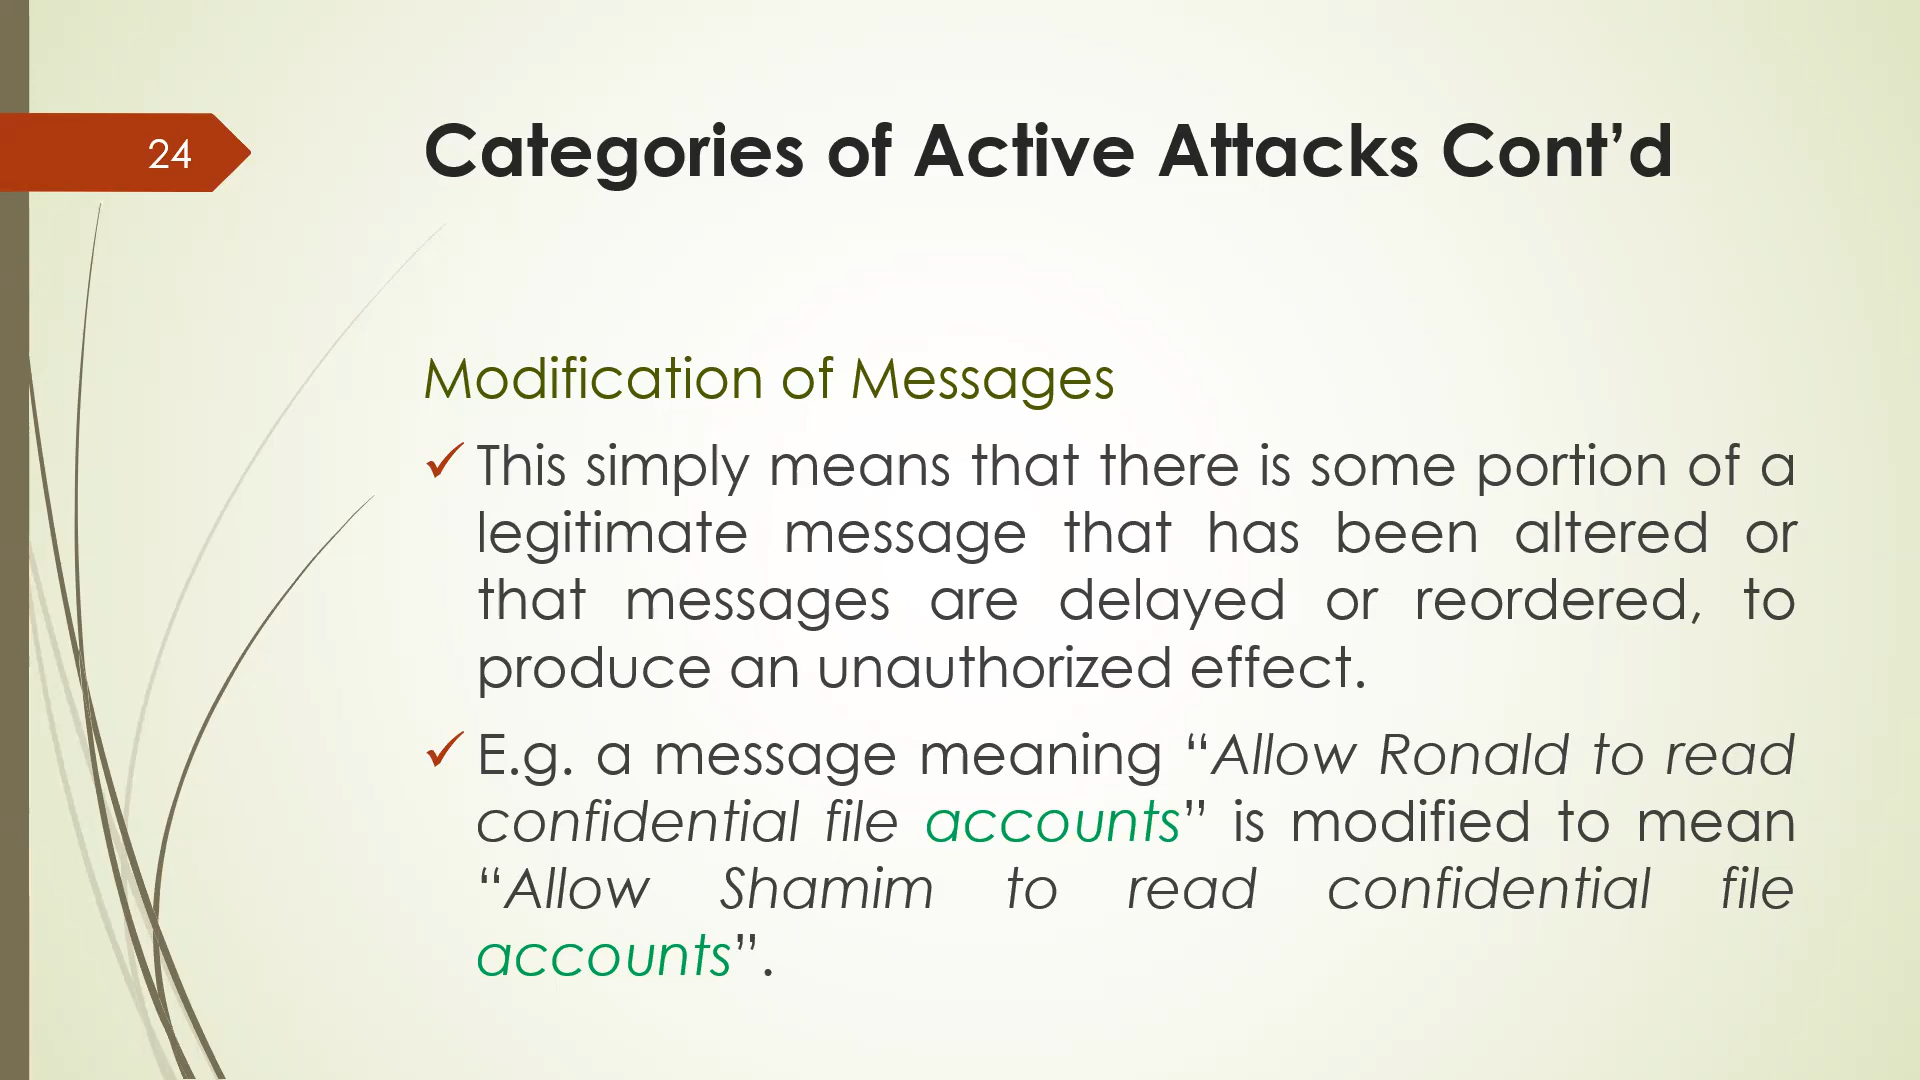 24
Categories of Active Attacks Cont’d
Modification of Messages
✓ This simply means that there is some portion of a
legitimate message that has been altered or
that messages are delayed or reordered, to
produce an unauthorized effect.
✓ E.g. a message meaning “Allow Ronald to read
confidential file accounts” is modified to mean
“Allow Shamim to read confidential file
accounts”.